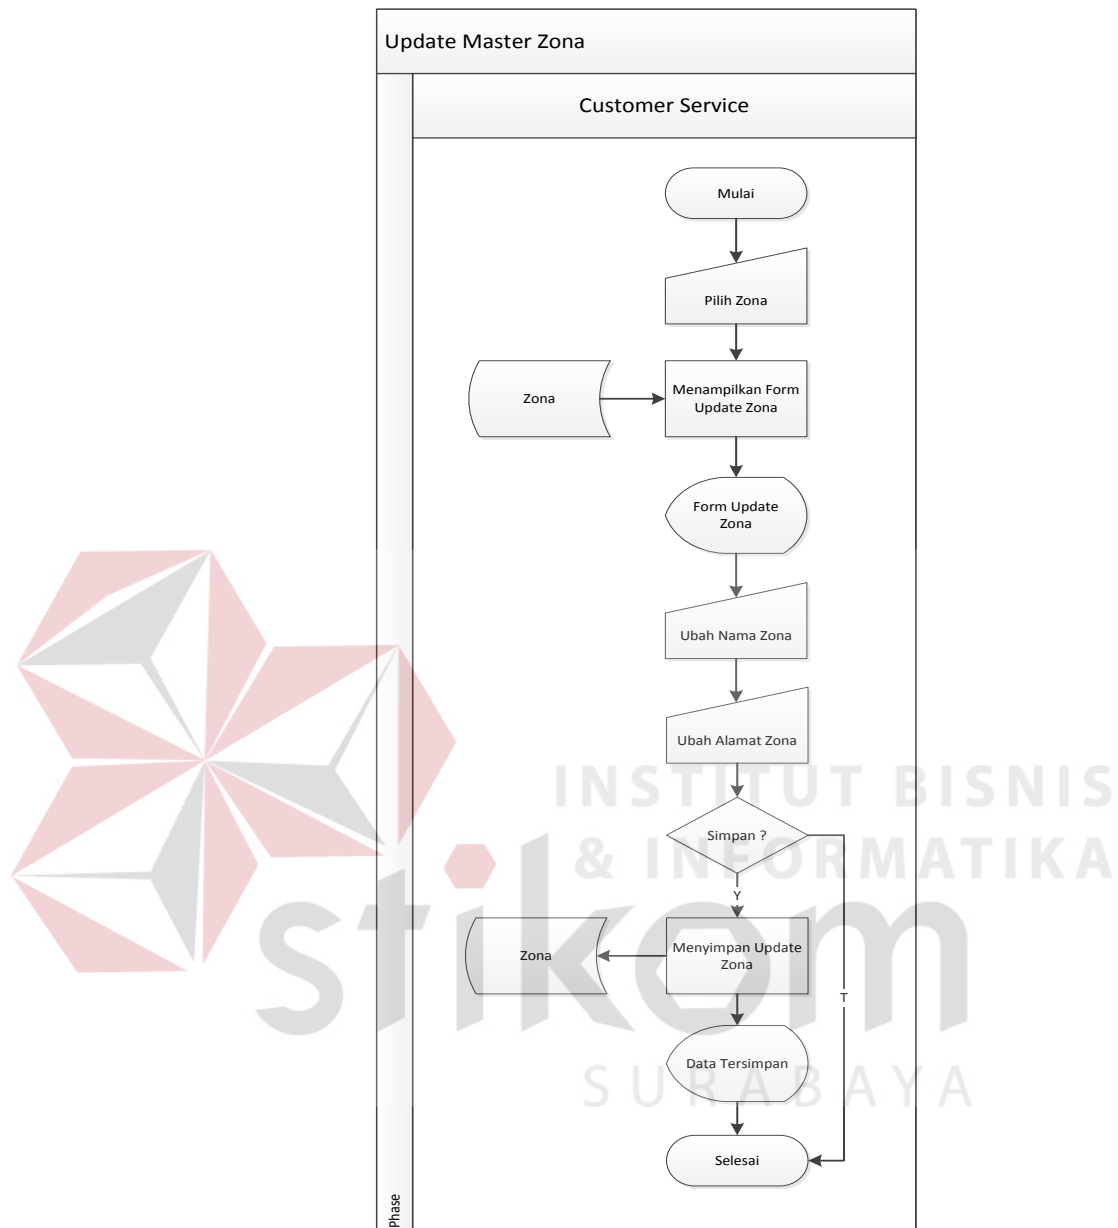 Update Master Zona
Customer Service
Mulai
Pilih Zona
Zona
Menampilkan Form
Update Zona
Form Update
Zona
Ubah Nama Zona
Ubah Alamat Zona
INSTITUT BISNIS
Simpan ?
& INFORMATIKA
Y
stikom
Zona
Menyimpan Update
Zona
T
Data Tersimpan
SURABAYA
Selesai
Phase